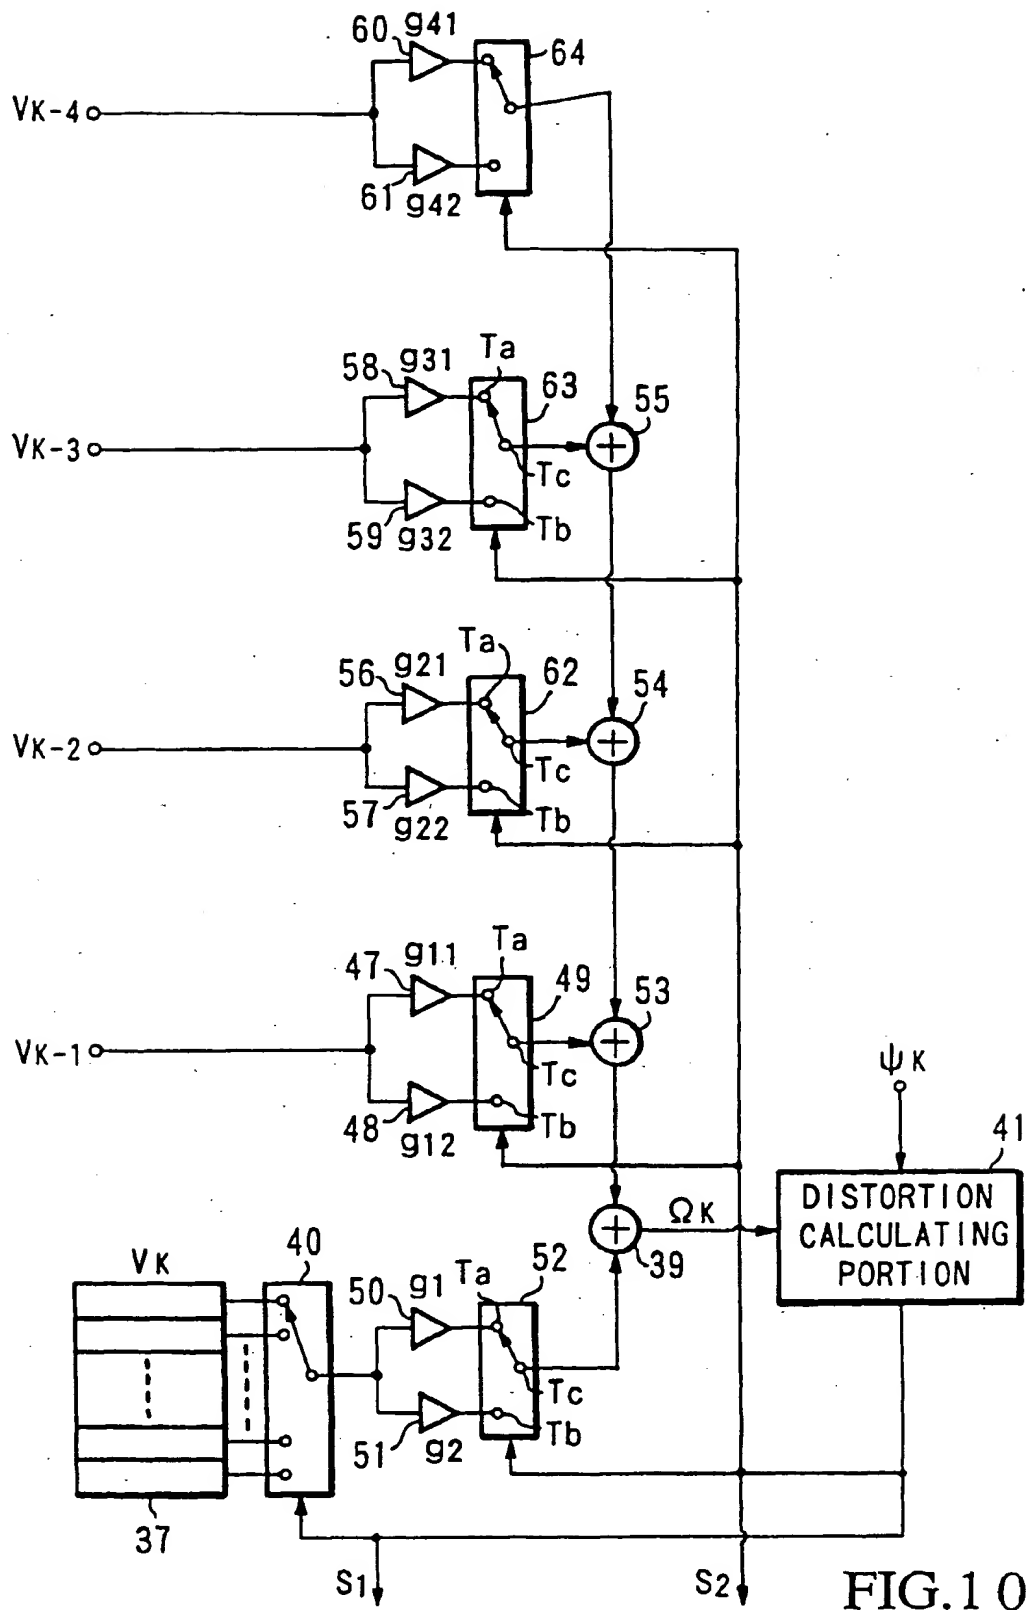 60 g41 64
VK-4
61 g42
Ta
58 g31 63 55
VK-3
Tc
59 g32 Tb
Ta
56 g21 62 54
VK-2
Tc
57 g22 Tb
Ta
47 g11 49 53
VK-1
Tc
48 g12 Tb
ΨK
41
DISTORTION
CALCULATING
PORTION
ΩK
39
VK 40
50 g1 Ta 52
Tc
51 g2 Tb
37
S1 S2
FIG.10